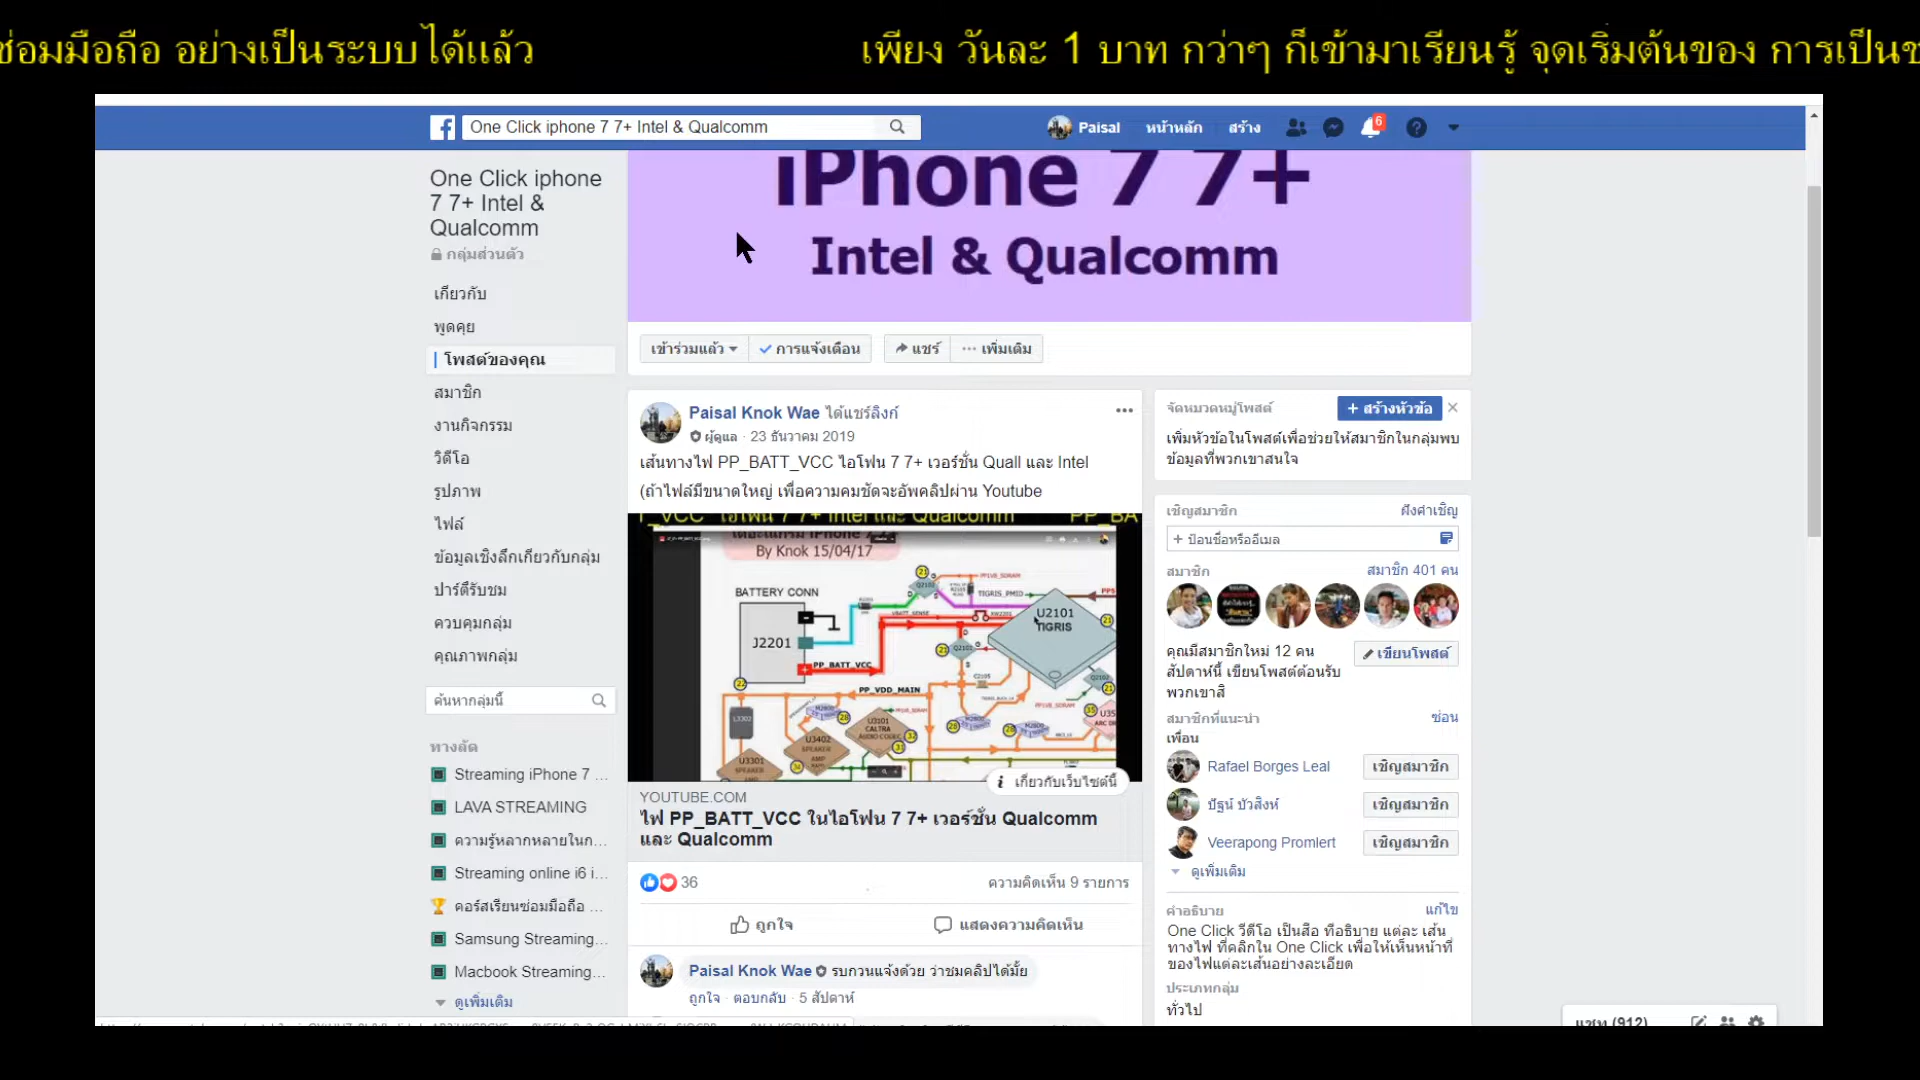 ซ่อมมือถือ อย่างเป็นระบบได้แล้ว
เพียง วันละ 1 บาท กว่าๆ ก็เข้ามาเรียนรู้ จุดเริ่มต้นของ การเป็นช
One Click iphone 7 7+ Intel & Qualcomm
Paisal
หน้าหลัก
สร้าง
6
One Click iphone
7 7+ Intel &
Qualcomm
กลุ่มส่วนตัว
เกี่ยวกับ
พูดคุย
โพสต์ของคุณ
สมาชิก
งานกิจกรรม
วิดีโอ
รูปภาพ
ไฟล์
ข้อมูลเชิงลึกเกี่ยวกับกลุ่ม
ปาร์ตี้รับชม
ควบคุมกลุ่ม
คุณภาพกลุ่ม
ค้นหากลุ่มนี้
ทางลัด
Streaming iPhone 7 ...
LAVA STREAMING
ความรู้หลากหลายในก...
Streaming online i6 i...
คอร์สเรียนซ่อมมือถือ ...
Samsung Streaming...
Macbook Streaming...
ดูเพิ่มเติม
iPhone 7 7+
Intel & Qualcomm
เข้าร่วมแล้ว
การแจ้งเตือน
แชร์
เพิ่มเติม
Paisal Knok Wae ได้แชร์ลิงก์
ผู้ดูแล · 23 ธันวาคม 2019
เส้นทางไฟ PP_BATT_VCC ไอโฟน 7 7+ เวอร์ชั่น Quall และ Intel
(ถ้าไฟล์มีขนาดใหญ่ เพื่อความคมชัดจะอัพคลิปผ่าน Youtube
T_VCC ไอโฟน 7 7+ Intel และ Qualcomm PP_BA
By Knok 15/04/17
BATTERY CONN
J2201
PP_BATT_VCC
TIGRIS_PMID
U2101
TIGRIS
PP_VDD_MAIN
U3101
CALTRA
AUDIO CODEC
U3402
SPEAKER
AMP
U3301
SPEAKER
เกี่ยวกับเว็บไซต์นี้
YOUTUBE.COM
ไฟ PP_BATT_VCC ในไอโฟน 7 7+ เวอร์ชั่น Qualcomm
และ Qualcomm
36
ความคิดเห็น 9 รายการ
ถูกใจ
แสดงความคิดเห็น
Paisal Knok Wae รบกวนแจ้งด้วย ว่าชมคลิปได้มั้ย
ถูกใจ · ตอบกลับ · 5 สัปดาห์
จัดหมวดหมู่โพสต์
+ สร้างหัวข้อ
เพิ่มหัวข้อในโพสต์เพื่อช่วยให้สมาชิกในกลุ่มพบ
ข้อมูลที่พวกเขาสนใจ
เชิญสมาชิก
ฝังคำเชิญ
+ ป้อนชื่อหรืออีเมล
สมาชิก
สมาชิก 401 คน
คุณมีสมาชิกใหม่ 12 คน
สัปดาห์นี้ เขียนโพสต์ต้อนรับ
พวกเขาสิ
เขียนโพสต์
สมาชิกที่แนะนำ
ซ่อน
เพื่อน
Rafael Borges Leal
เชิญสมาชิก
ปัฐน์ บัวสิงห์
เชิญสมาชิก
Veerapong Promlert
เชิญสมาชิก
ดูเพิ่มเติม
คำอธิบาย
แก้ไข
One Click วีดีโอ เป็นสื่อ ที่อธิบาย แต่ละ เส้น
ทางไฟ ที่คลิกใน One Click เพื่อให้เห็นหน้าที่
ของไฟแต่ละเส้นอย่างละเอียด
ประเภทกลุ่ม
ทั่วไป
แชท (912)